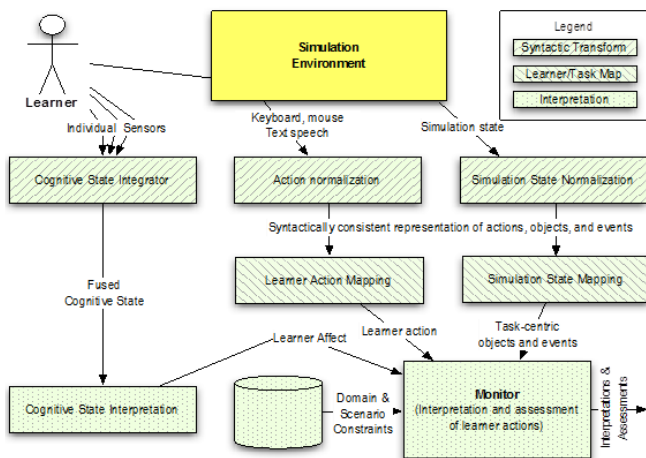 Legend
Syntactic Transform
Learner/Task Map
Interpretation
Simulation
Environment
Learner
Individual Sensors
Keyboard, mouse
Text speech
Simulation state
Cognitive State Integrator
Action normalization
Simulation State Normalization
Syntactically consistent representation of actions, objects, and events
Fused
Cognitive State
Learner Action Mapping
Simulation State Mapping
Learner Affect
Learner action
Task-centric
objects and events
Cognitive State Interpretation
Domain &
Scenario
Constraints
Monitor
(Interpretation and assessment
of learner actions)
Interpretations &
Assessments